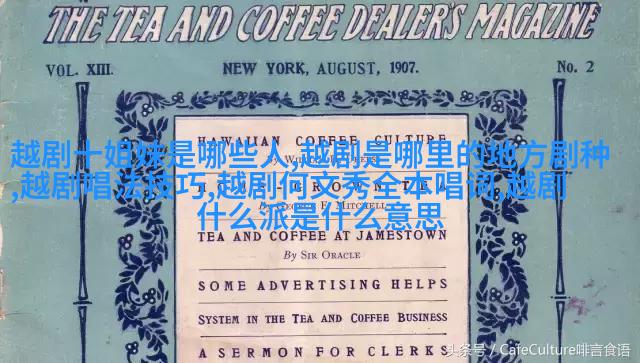 THE TEA AND COFFEE DEALER'S MAGAZINE
VOL. XIII. NEW YORK, AUGUST, 1907. No. 2
HAWAIIAN COFFEE CULTURE
越剧十姐妹是哪些人,越剧是哪里的地方剧种
,越剧唱法技巧,越剧何文秀全本唱词,越剧
什么派是什么意思
By George F. Mitchell
TEA AND COFFEE AT JAMESTOWN
By Sir Oracle
SOME ADVERTISING HELPS
SYSTEM IN THE TEA AND COFFEE BUSINESS
A SERMON FOR CLERKS
头条号 / CafeCulture啡言食语